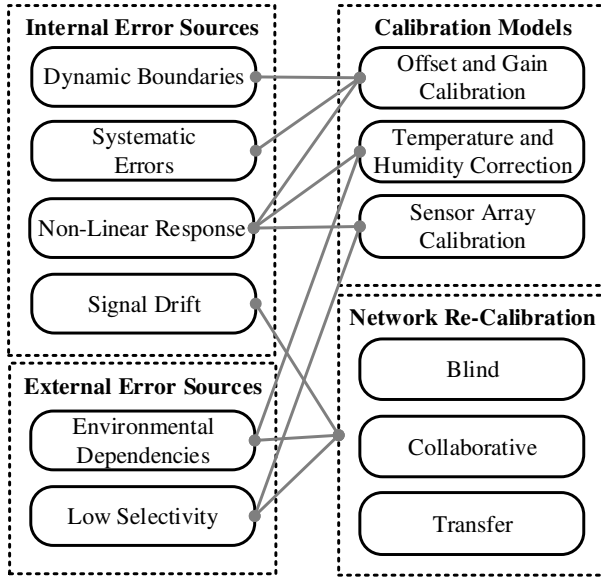 Internal Error Sources
Dynamic Boundaries
Systematic
Errors
Non-Linear Response
Signal Drift
External Error Sources
Environmental
Dependencies
Low Selectivity
Calibration Models
Offset and Gain
Calibration
Temperature and
Humidity Correction
Sensor Array
Calibration
Network Re-Calibration
Blind
Collaborative
Transfer